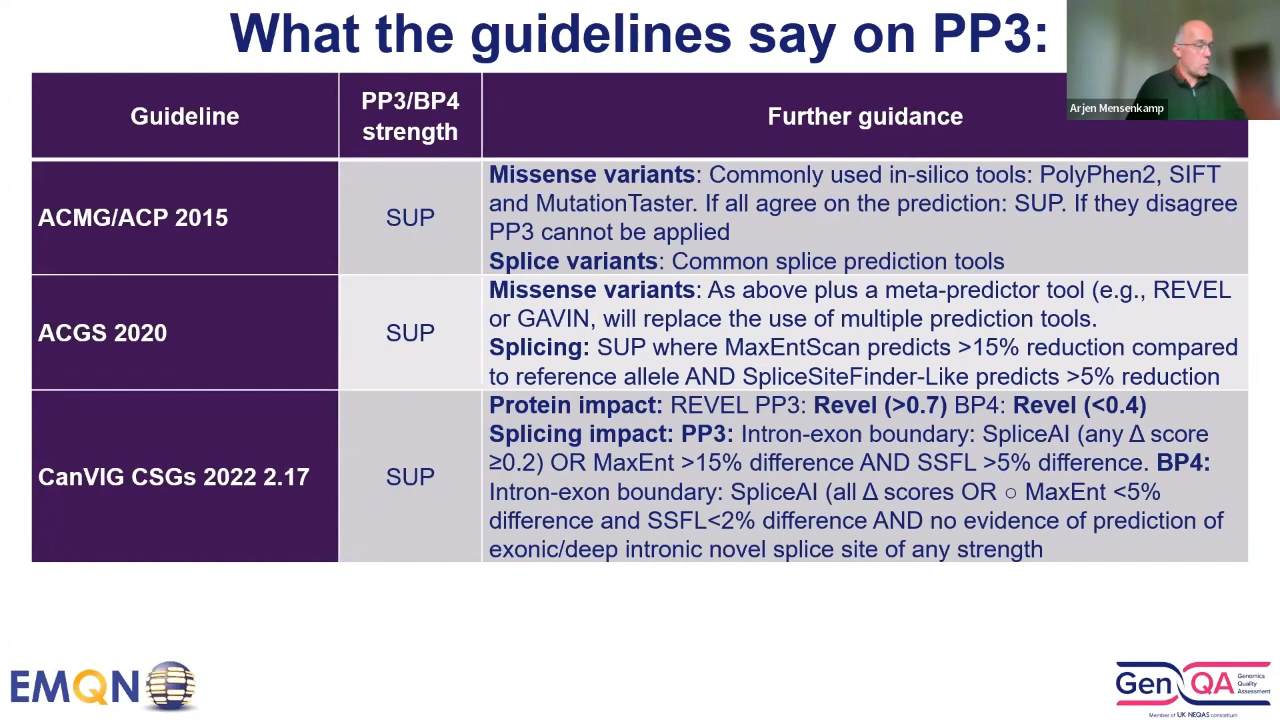 What the guidelines say on PP3:
Arjen Mensenkamp
Guideline
PP3/BP4
strength
Further guidance
ACMG/ACP 2015
SUP
Missense variants: Commonly used in-silico tools: PolyPhen2, SIFT
and MutationTaster. If all agree on the prediction: SUP. If they disagree
PP3 cannot be applied
Splice variants: Common splice prediction tools
ACGS 2020
SUP
Missense variants: As above plus a meta-predictor tool (e.g., REVEL
or GAVIN, will replace the use of multiple prediction tools.
Splicing: SUP where MaxEntScan predicts >15% reduction compared
to reference allele AND SpliceSiteFinder-Like predicts >5% reduction
CanVIG CSGs 2022 2.17
SUP
Protein impact: REVEL PP3: Revel (>0.7) BP4: Revel (<0.4)
Splicing impact: PP3: Intron-exon boundary: SpliceAI (any Δ score
≥0.2) OR MaxEnt >15% difference AND SSFL >5% difference. BP4:
Intron-exon boundary: SpliceAI (all Δ scores OR ○ MaxEnt <5%
difference and SSFL<2% difference AND no evidence of prediction of
exonic/deep intronic novel splice site of any strength
EMQN
GenQA
Genomics
Quality
Assessment
Member of UK NEQAS consortium